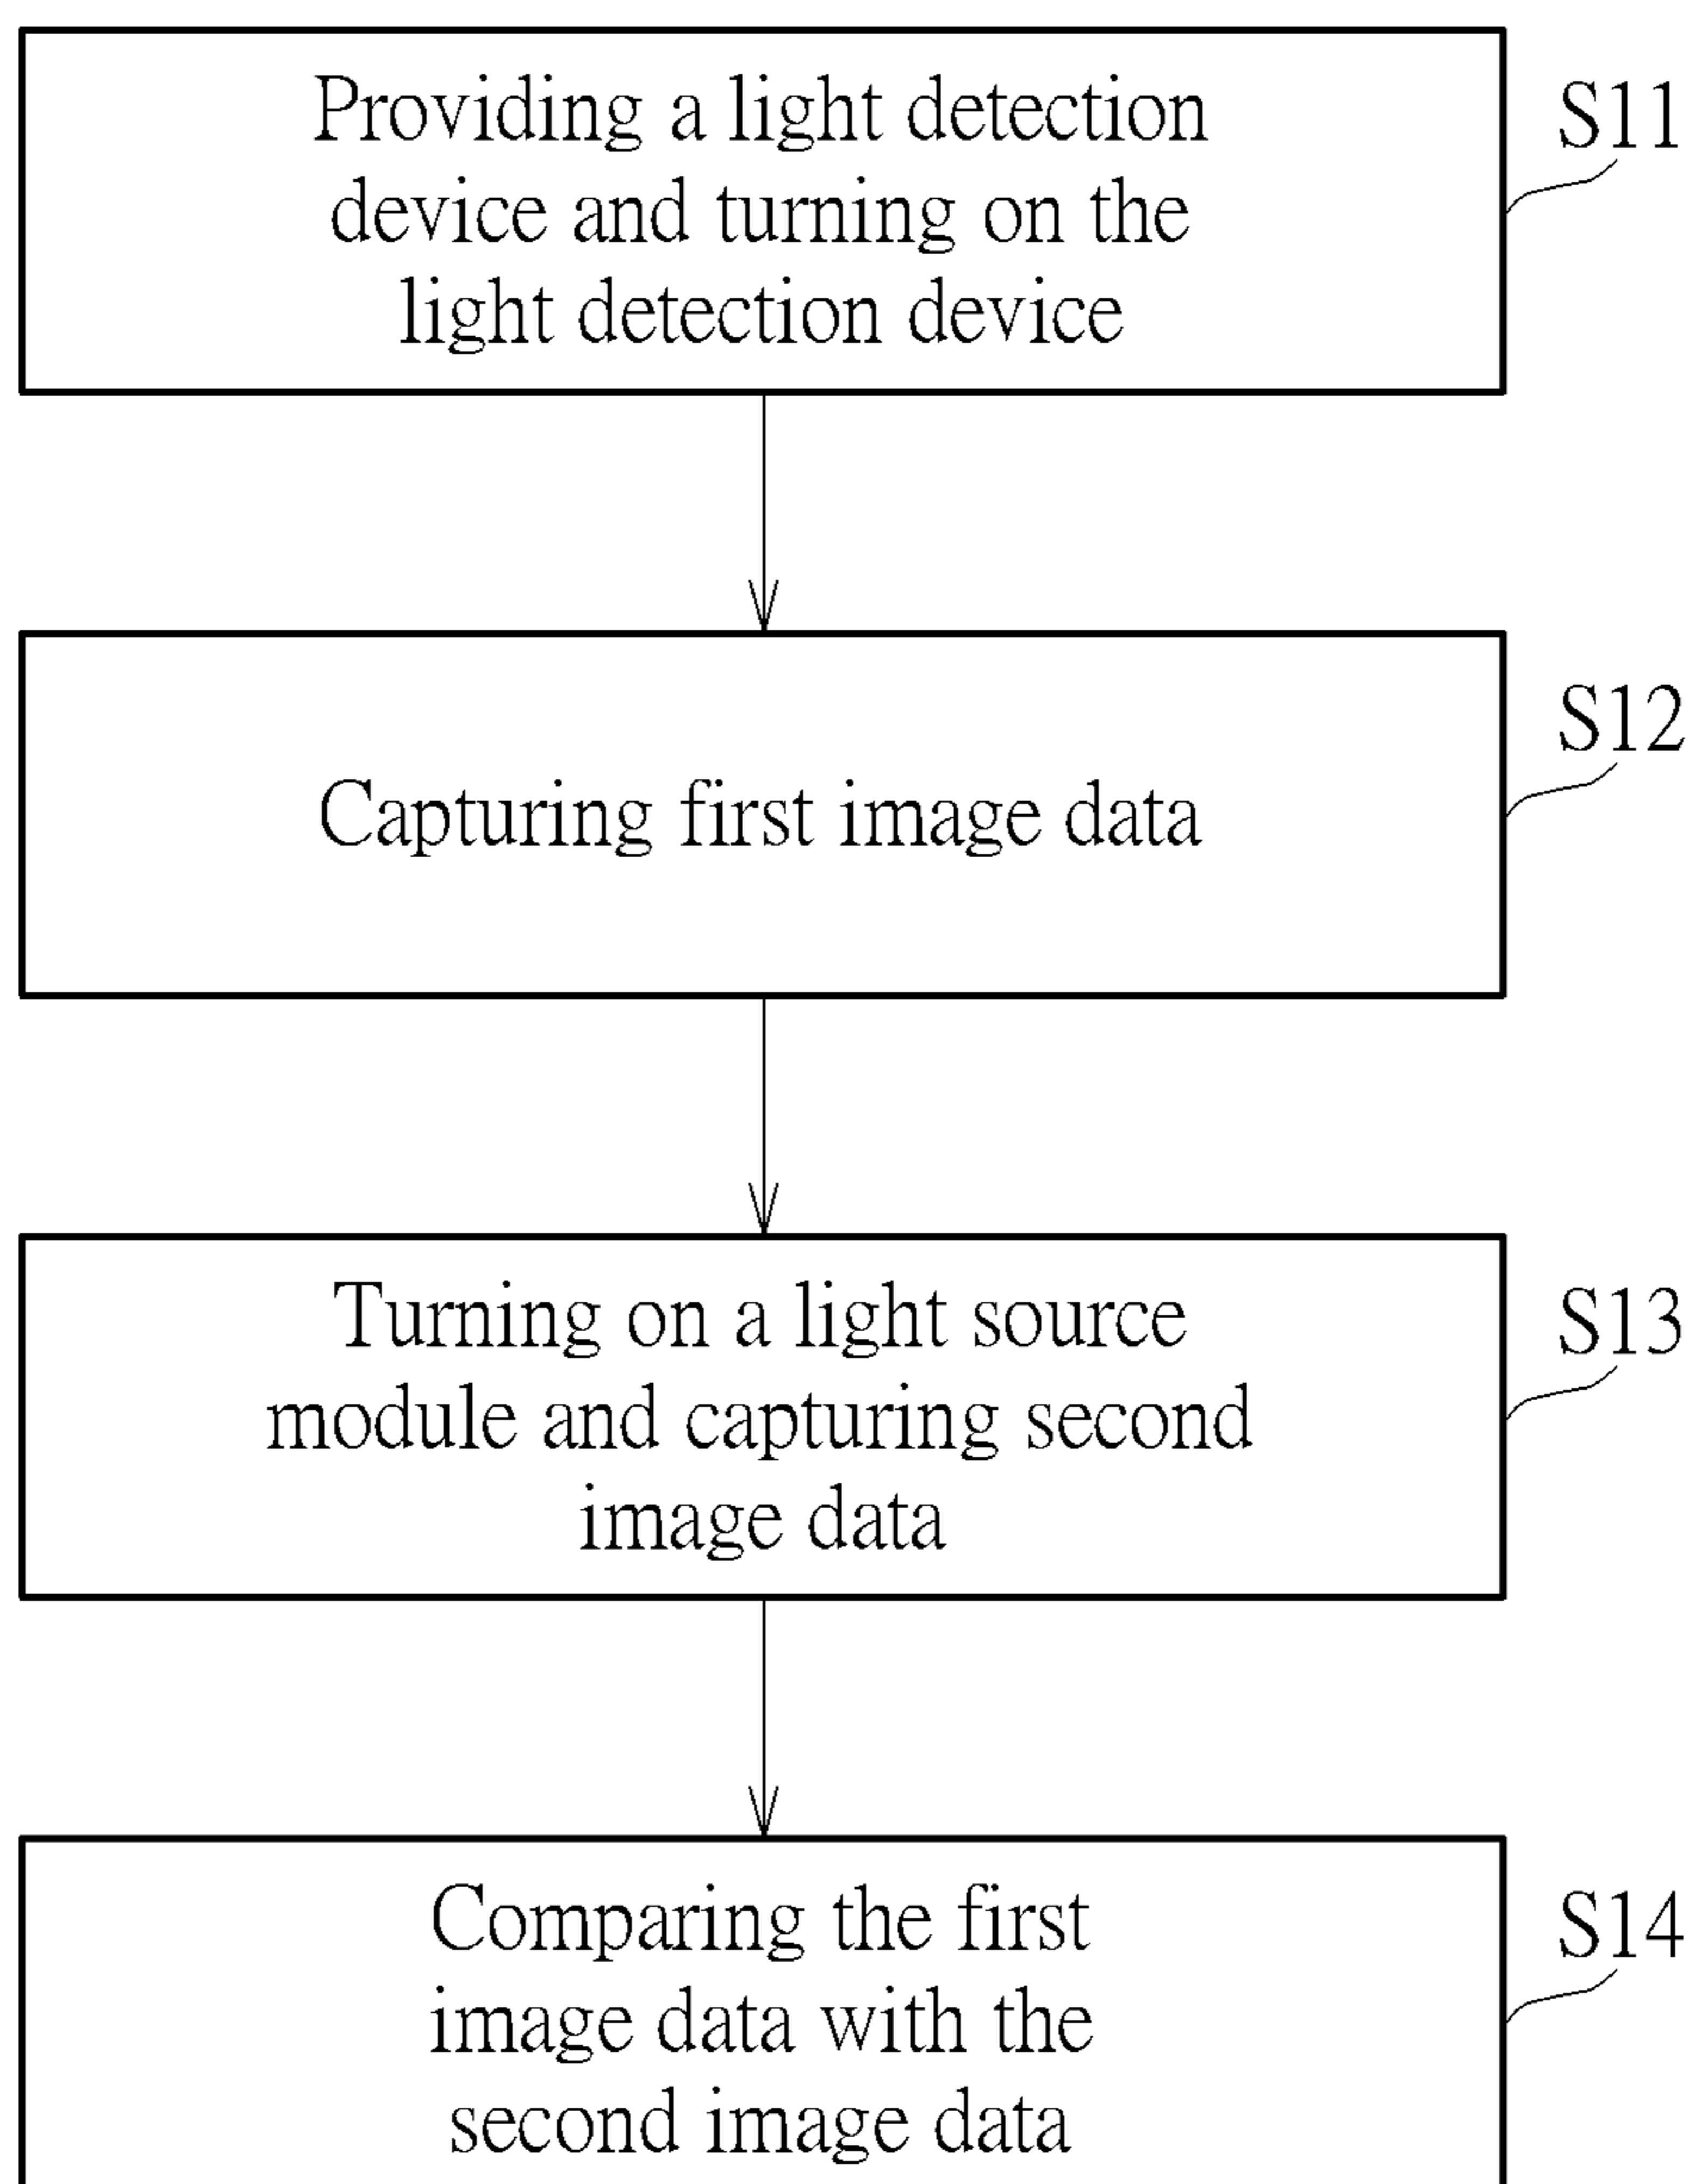 Providing a light detection
device and turning on the
light detection device
S11
Capturing first image data
S12
Turning on a light source
module and capturing second
image data
S13
Comparing the first
image data with the
second image data
S14